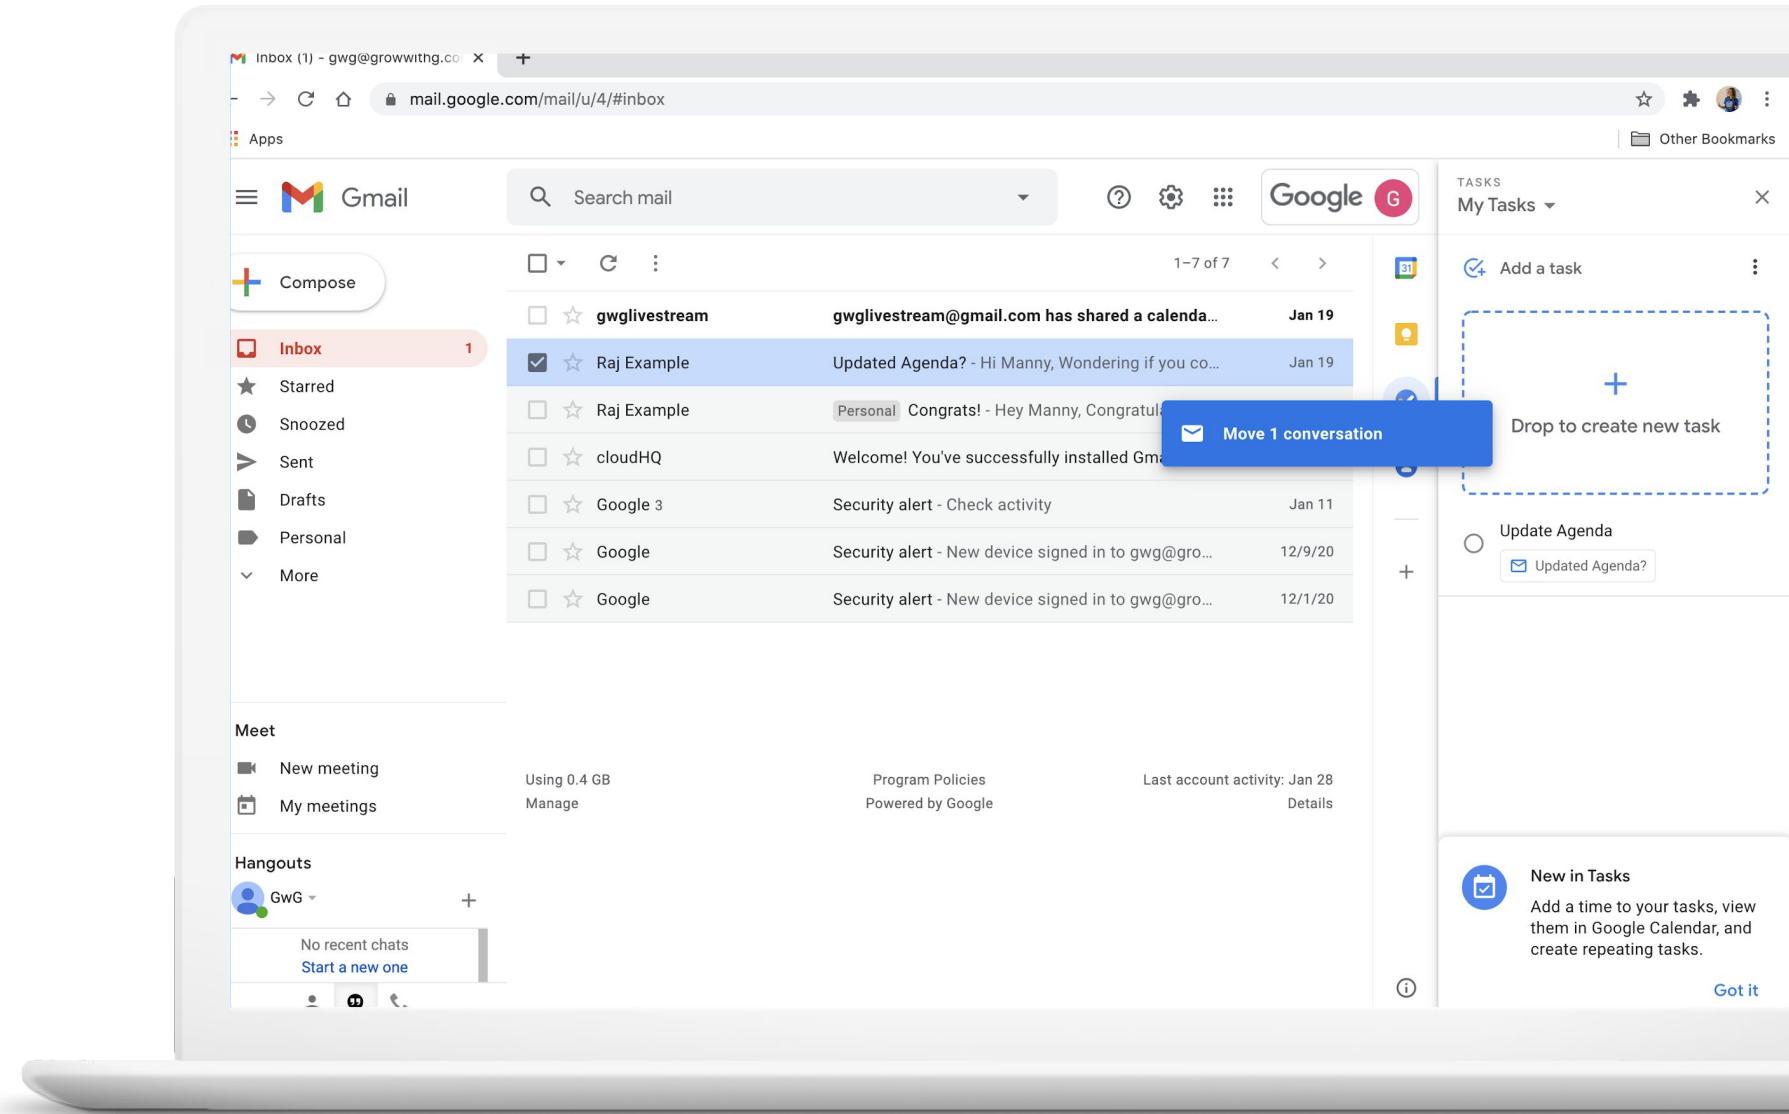 Inbox (1) - gwg@growwithg.co
mail.google.com/mail/u/4/#inbox
Apps
Other Bookmarks
Gmail
Search mail
Google G
TASKS
My Tasks
Compose
1–7 of 7
31
Add a task
Inbox 1
Starred
Snoozed
Sent
Drafts
Personal
More
gwglivestream gwglivestream@gmail.com has shared a calenda... Jan 19
Raj Example Updated Agenda? - Hi Manny, Wondering if you co... Jan 19
Raj Example Personal Congrats! - Hey Manny, Congratul
cloudHQ Welcome! You've successfully installed Gm
Google 3 Security alert - Check activity Jan 11
Google Security alert - New device signed in to gwg@gro... 12/9/20
Google Security alert - New device signed in to gwg@gro... 12/1/20
Move 1 conversation
Drop to create new task
Update Agenda
Updated Agenda?
Meet
New meeting
My meetings
Using 0.4 GB
Manage
Program Policies
Powered by Google
Last account activity: Jan 28
Details
Hangouts
GwG
No recent chats
Start a new one
New in Tasks
Add a time to your tasks, view
them in Google Calendar, and
create repeating tasks.
Got it